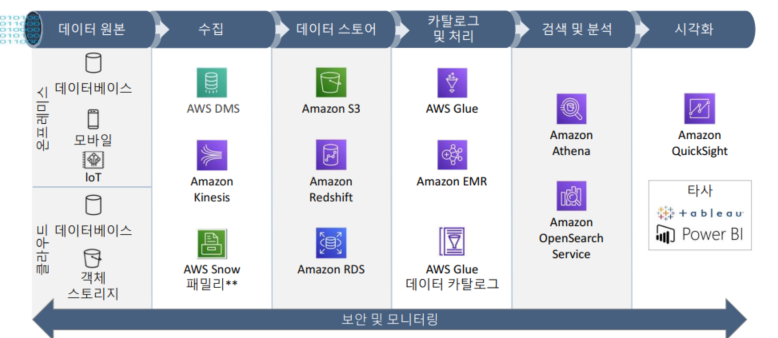 데이터 원본
수집
데이터 스토어
카탈로그
및 처리
검색 및 분석
시각화
온프레미스
데이터베이스
모바일
IoT
클라우비
데이터베이스
객체
스토리지
AWS DMS
Amazon
Kinesis
AWS Snow
패밀리**
Amazon S3
Amazon
Redshift
Amazon RDS
AWS Glue
Amazon EMR
AWS Glue
데이터 카탈로그
Amazon
Athena
Amazon
OpenSearch
Service
Amazon
QuickSight
타사
+ableau
Power BI
보안 및 모니터링